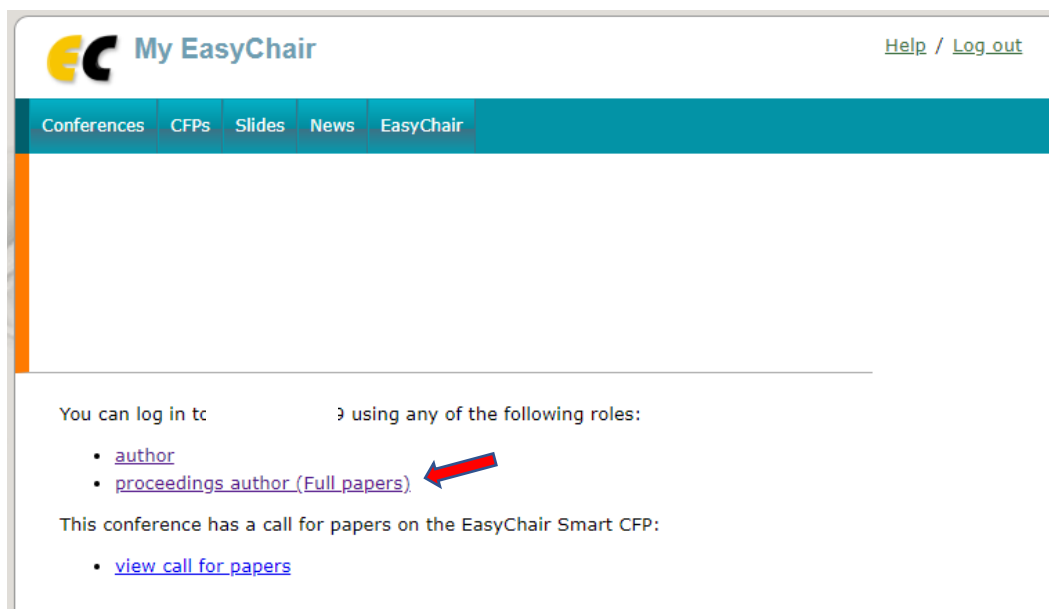 EC My EasyChair
Help / Log out
Conferences CFPs Slides News EasyChair
You can log in to 9 using any of the following roles:
author
proceedings author (Full papers)
This conference has a call for papers on the EasyChair Smart CFP:
view call for papers